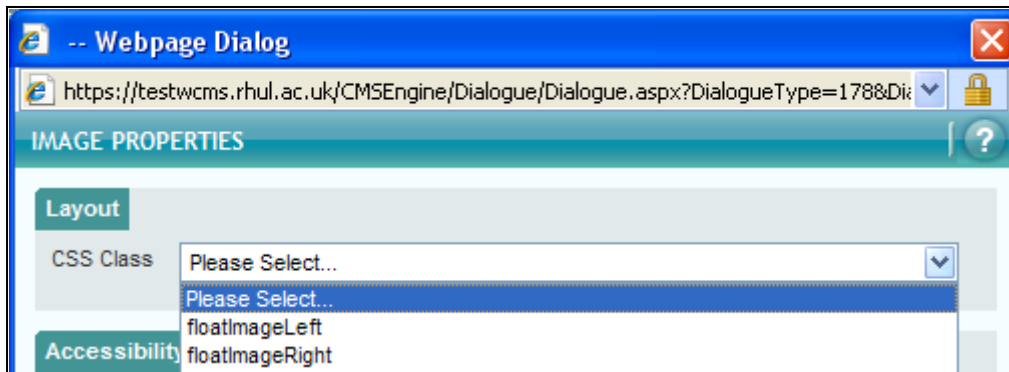 -- Webpage Dialog
https://testwcms.rhul.ac.uk/CMSEngine/Dialogue/Dialogue.aspx?DialogueType=178&Dia
IMAGE PROPERTIES
?
Layout
CSS Class
Please Select...
Please Select...
floatImageLeft
Accessibility
floatImageRight